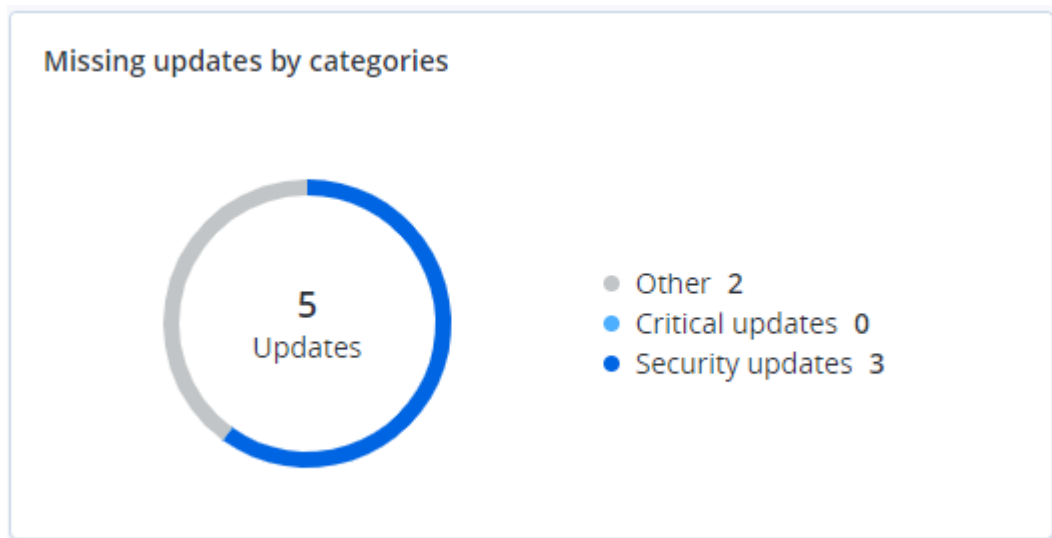 Missing updates by categories
5
Updates
Other 2
Critical updates 0
Security updates 3